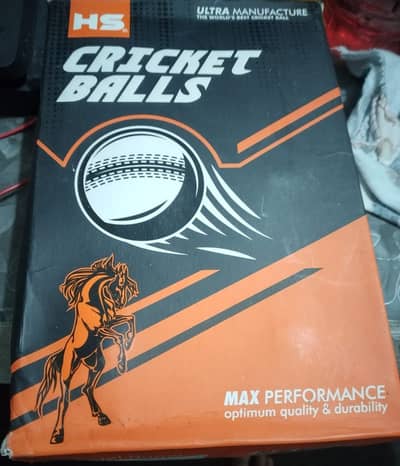 HS
ULTRA MANUFACTURE
THE WORLD'S BEST CRICKET BALL
CRICKET
BALLS
MAX PERFORMANCE
optimum quality & durability